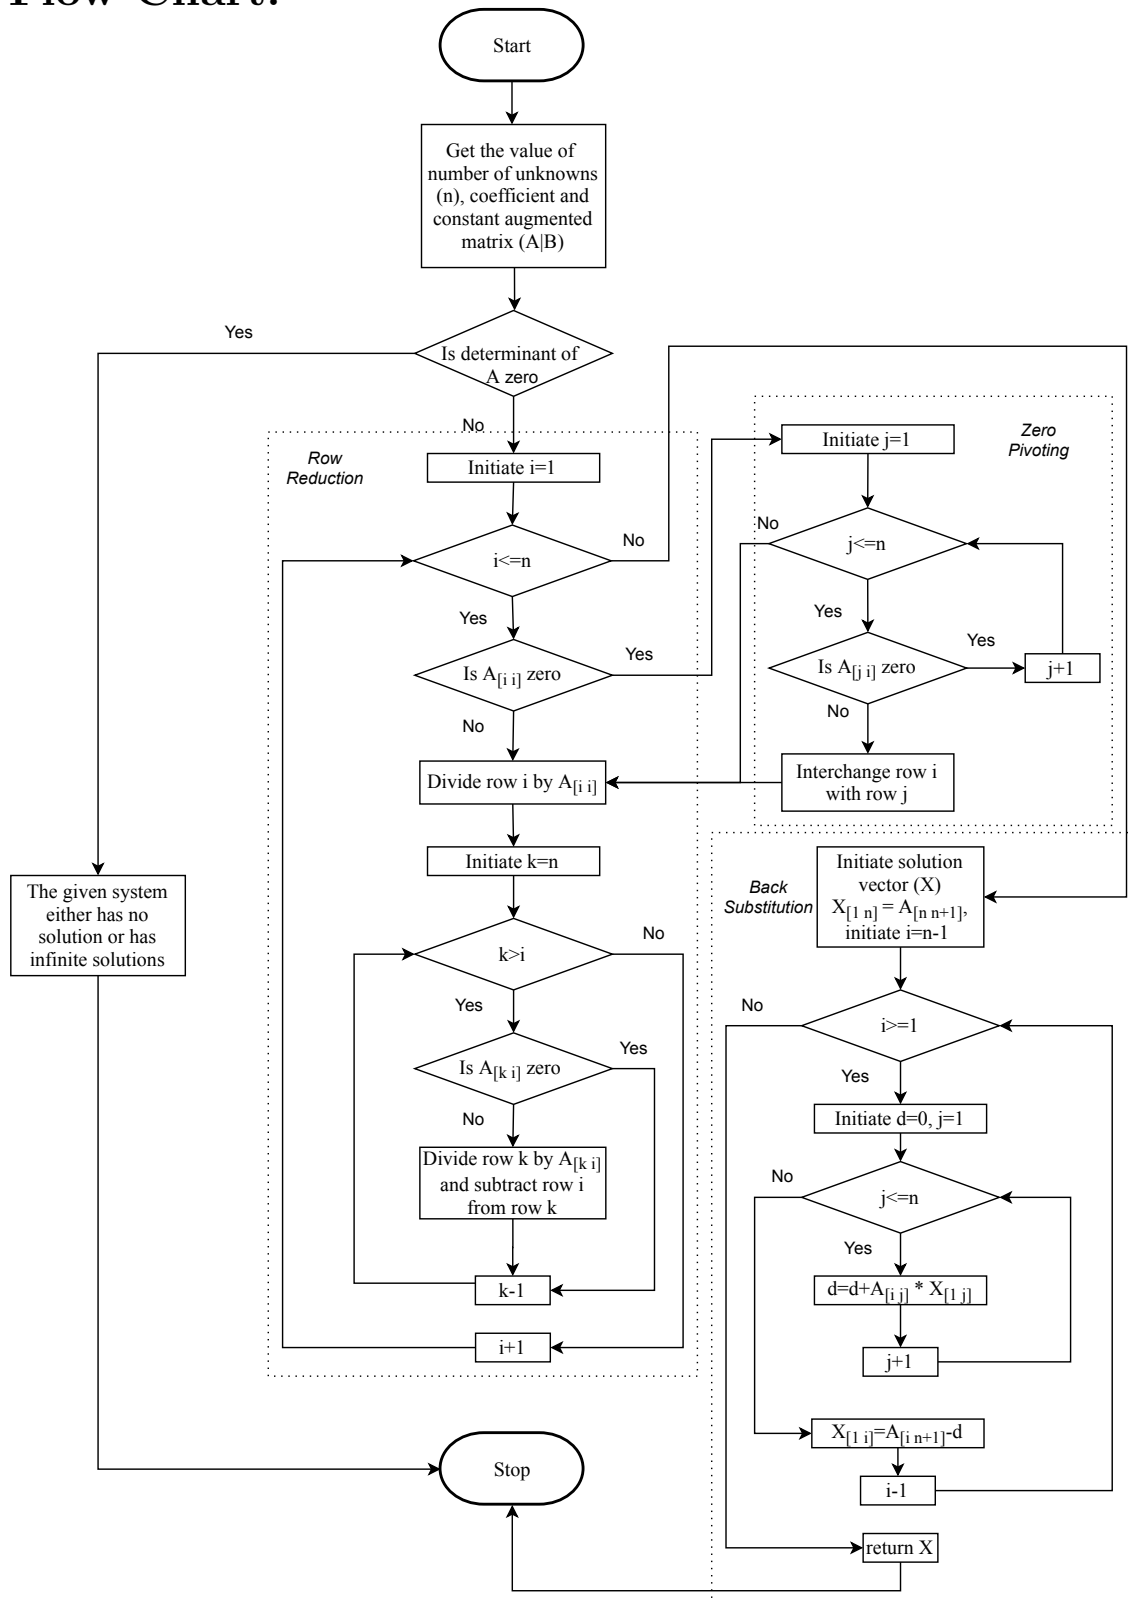 Flow Chart:
Start
Get the value of
number of unknowns
(n), coefficient and
constant augmented
matrix (A|B)
Yes
Is determinant of
A zero
No
Row
Reduction
Initiate i=1
i<=n
No
Yes
Is A[i i] zero
Yes
No
Divide row i by A[i i]
Initiate k=n
k>i
No
Yes
Is A[k i] zero
Yes
No
Divide row k by A[k i]
and subtract row i
from row k
k-1
i+1
Zero
Pivoting
Initiate j=1
No
j<=n
Yes
Is A[j i] zero
Yes
j+1
No
Interchange row i
with row j
The given system
either has no
solution or has
infinite solutions
Back
Substitution
Initiate solution
vector (X)
X[1 n] = A[n n+1],
initiate i=n-1
No
i>=1
Yes
Initiate d=0, j=1
No
j<=n
Yes
d=d+A[i j] * X[1 j]
j+1
X[1 i]=A[i n+1]-d
i-1
return X
Stop